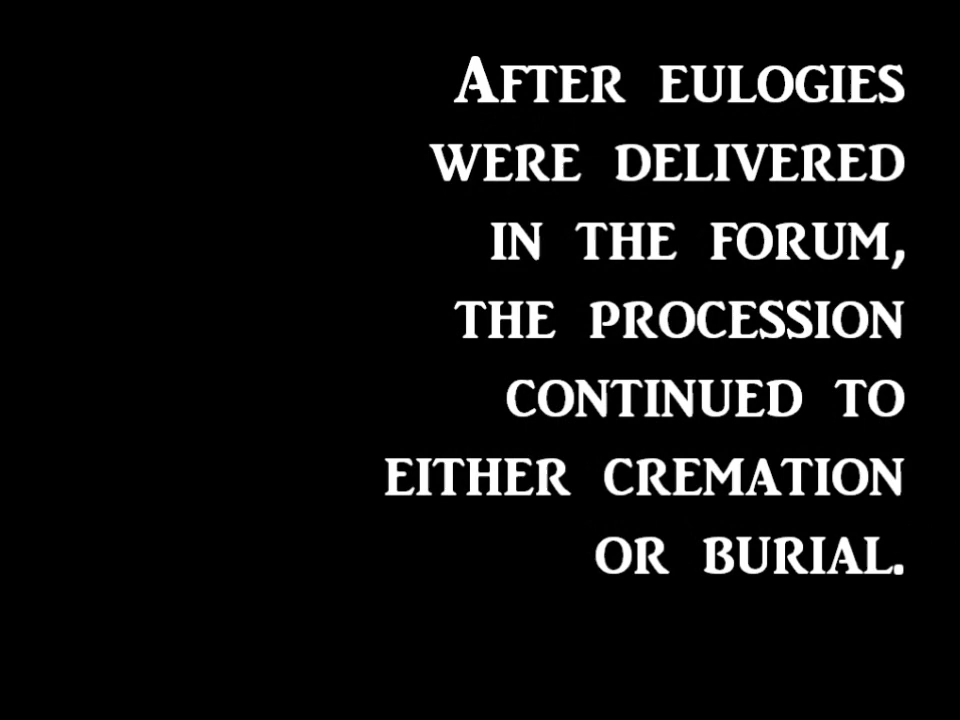 After eulogies
were delivered
in the forum,
the procession
continued to
either cremation
or burial.